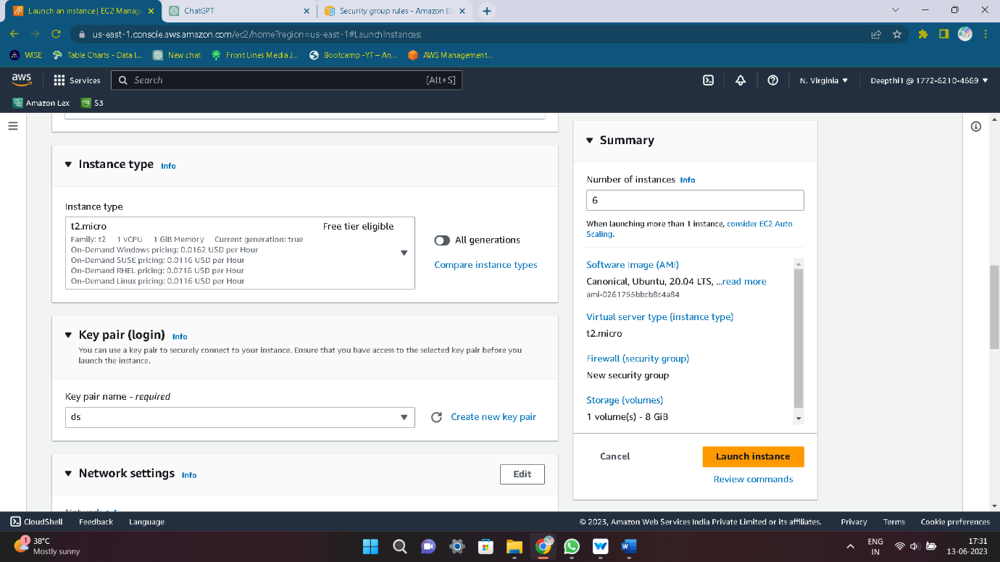 Launch an instance | EC2 Manag
ChatGPT
Security group rules - Amazon El
us-east-1.console.aws.amazon.com/ec2/home?region=us-east-1#LaunchInstances:
WISE
Table Charts - Data I...
New chat
Front Lines Media J...
Bootcamp -YT – An...
AWS Management...
aws
Services
Search
[Alt+S]
N. Virginia
Deepthi1 @ 1772-6210-4669
Amazon Lex
S3
Instance type Info
Instance type
t2.micro
Free tier eligible
Family: t2 1 vCPU 1 GiB Memory Current generation: true
On-Demand Windows pricing: 0.0162 USD per Hour
On-Demand SUSE pricing: 0.0116 USD per Hour
On-Demand RHEL pricing: 0.0716 USD per Hour
On-Demand Linux pricing: 0.0116 USD per Hour
All generations
Compare instance types
Key pair (login) Info
You can use a key pair to securely connect to your instance. Ensure that you have access to the selected key pair before you
launch the instance.
Key pair name - required
ds
Create new key pair
Network settings Info
Edit
Summary
Number of instances Info
6
When launching more than 1 instance, consider EC2 Auto
Scaling.
Software Image (AMI)
Canonical, Ubuntu, 20.04 LTS, ...read more
ami-0261755bbcb8c4a84
Virtual server type (instance type)
t2.micro
Firewall (security group)
New security group
Storage (volumes)
1 volume(s) - 8 GiB
Cancel
Launch instance
Review commands
CloudShell
Feedback
Language
© 2023, Amazon Web Services India Private Limited or its affiliates.
Privacy
Terms
Cookie preferences
1
38°C
Mostly sunny
ENG
IN
17:31
13-06-2023